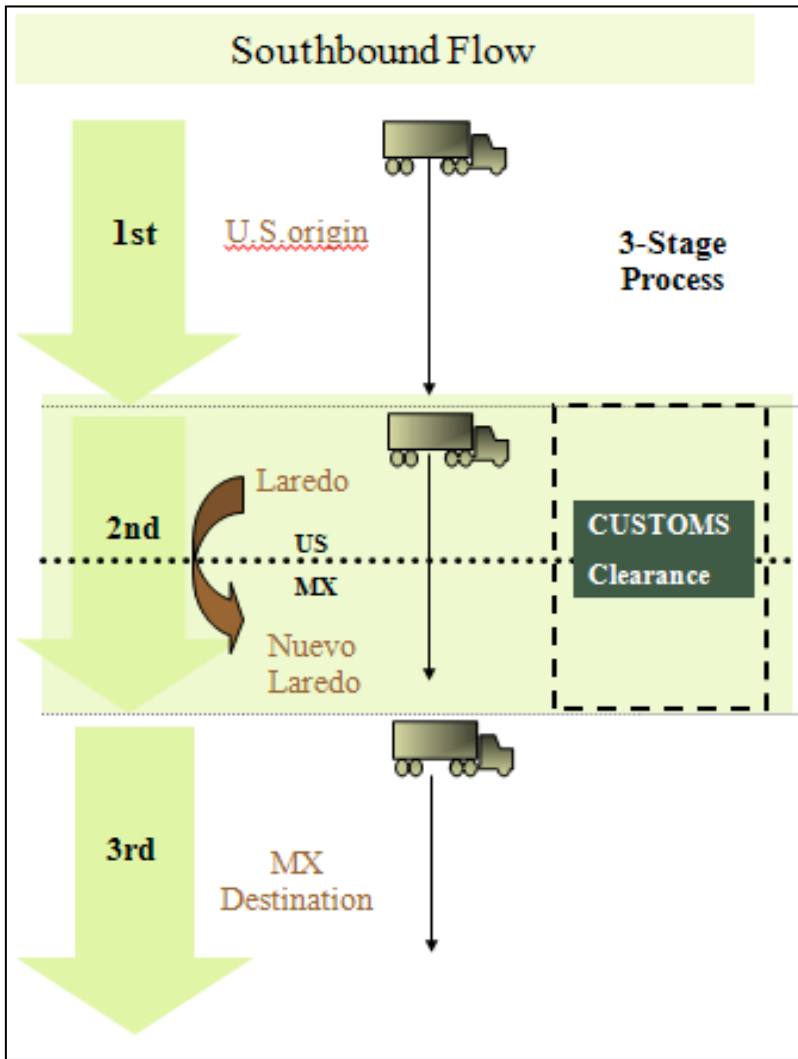 Southbound Flow
1st
U.S.origin
3-Stage
Process
2nd
Laredo
US
MX
Nuevo
Laredo
CUSTOMS
Clearance
3rd
MX
Destination